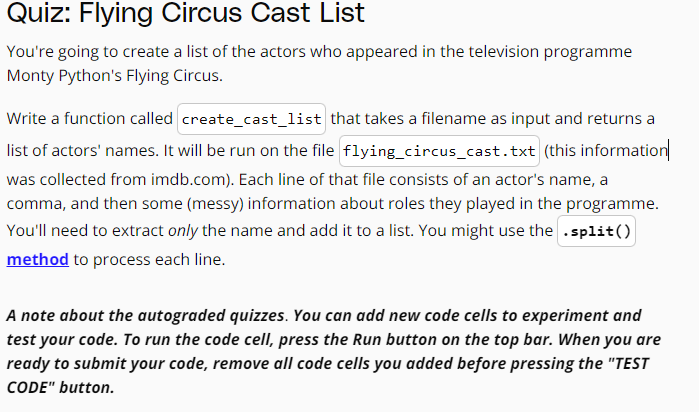 Quiz: Flying Circus Cast List
You're going to create a list of the actors who appeared in the television programme
Monty Python's Flying Circus.
Write a function called create_cast_list that takes a filename as input and returns a
list of actors' names. It will be run on the file flying_circus_cast.txt (this information
was collected from imdb.com). Each line of that file consists of an actor's name, a
comma, and then some (messy) information about roles they played in the programme.
You'll need to extract only the name and add it to a list. You might use the .split()
method to process each line.
A note about the autograded quizzes. You can add new code cells to experiment and
test your code. To run the code cell, press the Run button on the top bar. When you are
ready to submit your code, remove all code cells you added before pressing the "TEST
CODE" button.